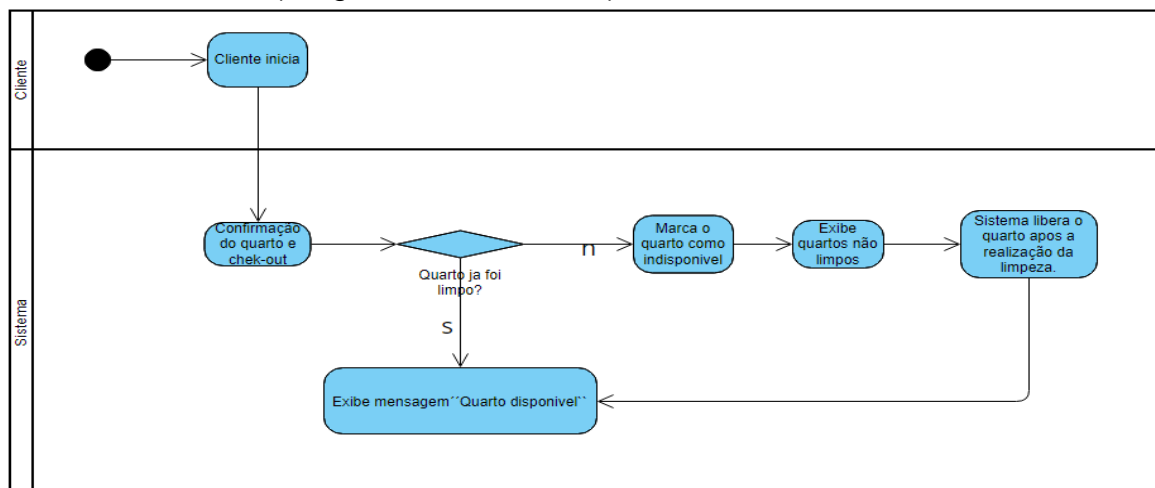 Cliente
Cliente inicia
Sistema
Confirmação
do quarto e
chek-out
Quarto ja foi
limpo?
n
s
Marca o
quarto como
indisponivel
Exibe
quartos não
limpos
Sistema libera o
quarto apos a
realização da
limpeza.
Exibe mensagem´´Quarto disponivel``